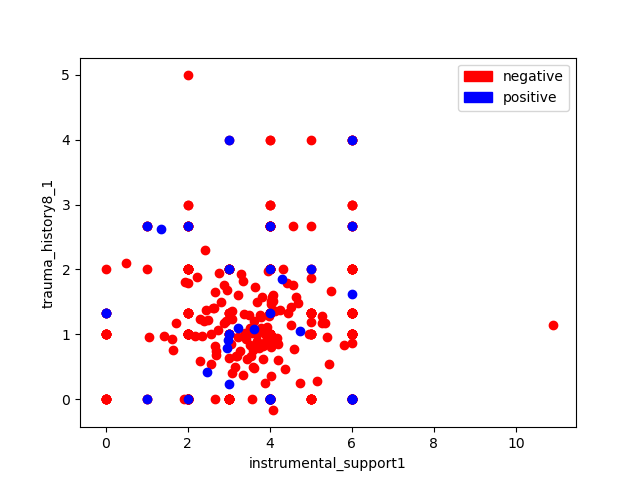 negative
positive
5
4
3
2
1
0
trauma_history8_1
0 2 4 6 8 10
instrumental_support1